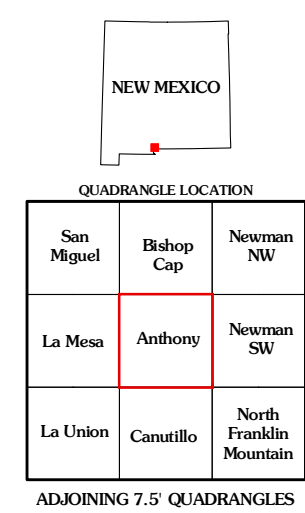 NEW MEXICO
QUADRANGLE LOCATION
San
Miguel
Bishop
Cap
Newman
NW
La Mesa
Anthony
Newman
SW
La Union
Canutillo
North
Franklin
Mountain
ADJOINING 7.5' QUADRANGLES